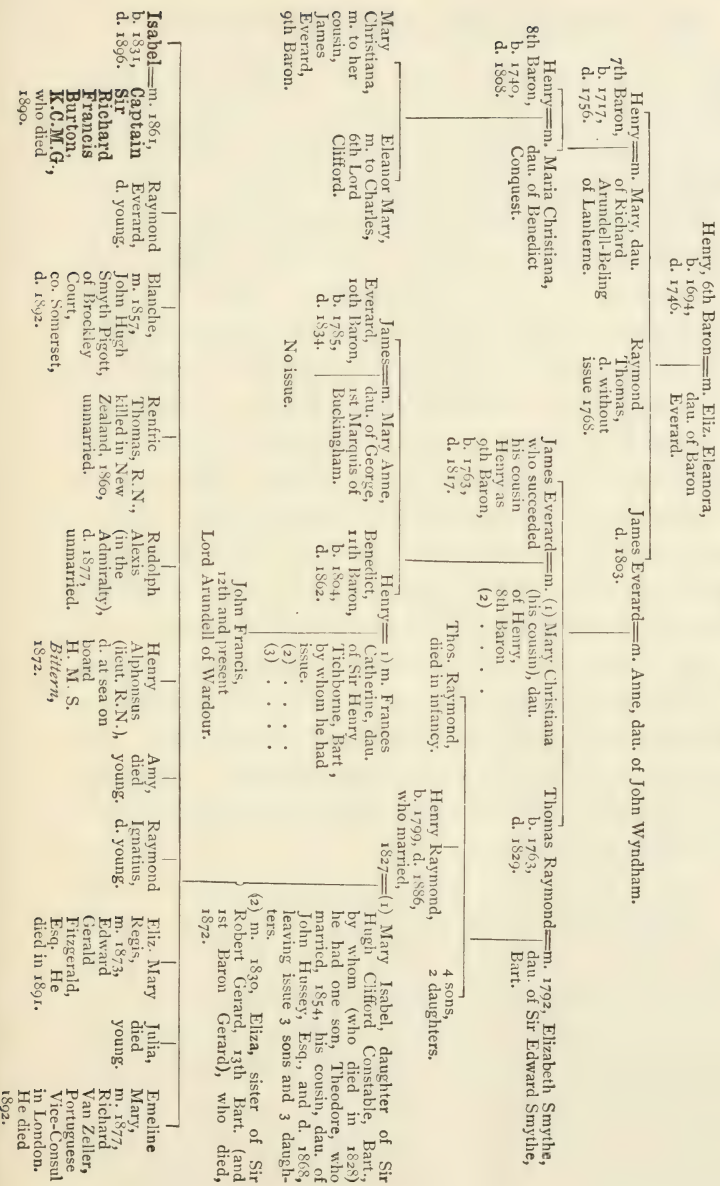 Henry, 6th Baron══m. Eliz. Eleanora,
b. 1694, dau. of Baron
d. 1746. Everard.
Henry══m. Mary, dau.
7th Baron, of Richard
b. 1717, Arundell-Beling
d. 1756. of Lanherne.
Raymond
Thomas,
d. without
issue 1768.
James Everard══m. Anne, dau. of John Wyndham.
d. 1803.
Henry══m. Maria Christiana,
8th Baron, dau. of Benedict
b. 1740, Conquest.
d. 1808.
James Everard══m. (1) Mary Christiana
who succeeded (his cousin), dau.
his cousin of Henry,
Henry as 8th Baron
9th Baron, (2) . . . .
b. 1763,
d. 1817.
Thomas Raymond══m. 1792, Elizabeth Smythe,
b. 1763, dau. of Sir Edward Smythe,
d. 1829. Bart.
Mary
Christiana,
m. to her
cousin,
James
Everard,
9th Baron.
Eleanor Mary,
m. to Charles,
6th Lord
Clifford.
James══m. Mary Anne,
Everard, dau. of George,
10th Baron, 1st Marquis of
b. 1785, Buckingham.
d. 1834.
No issue.
Henry══1) m. Frances
Benedict, Catherine, dau.
11th Baron, of Sir Henry
b. 1804, Tichborne, Bart,
d. 1862. by whom he had
issue.
(2) . . . .
(3) . . . .
Thos. Raymond,
died in infancy.
Henry Raymond,
b. 1799, d. 1886,
who married,
4 sons,
2 daughters.
John Francis,
12th and present
Lord Arundell of Wardour.
1827══(1) Mary Isabel, daughter of Sir
Hugh Clifford Constable, Bart.,
by whom (who died in 1828)
he had one son, Theodore, who
married, 1854, his cousin, dau. of
John Hussey, Esq., and d. 1868,
leaving issue 3 sons and 3 daugh-
ters.
(2) m. 1830, Eliza, sister of Sir
Robert Gerard, 13th Bart. (and
1st Baron Gerard), who died,
1872.
Isabel══m. 1861,
b. 1831, Captain
d. 1896. Sir
Richard
Francis
Burton,
K.C.M.G.,
who died
1890.
Raymond
Everard,
d. young.
Blanche,
m. 1857,
John Hugh
Smyth Pigott,
of Brockley
Court,
co. Somerset,
d. 1892.
Renfric
Thomas, R.N.,
killed in New
Zealand, 1860,
unmarried.
Rudolph
Alexis
(in the
Admiralty),
d. 1877,
unmarried.
Henry
Alphonsus
(lieut. R.N.),
d. at sea on
board
H. M. S.
Bittern,
1872.
Amy,
died
young.
Raymond
Ignatius,
d. young.
Eliz. Mary
Regis,
m. 1873,
Edward
Gerald
Fitzgerald,
Esq. He
died in 1891.
Julia,
died
young.
Emeline
Mary,
m. 1877,
Richard
Van Zeller,
Portuguese
Vice-Consul
in London.
He died
1892.